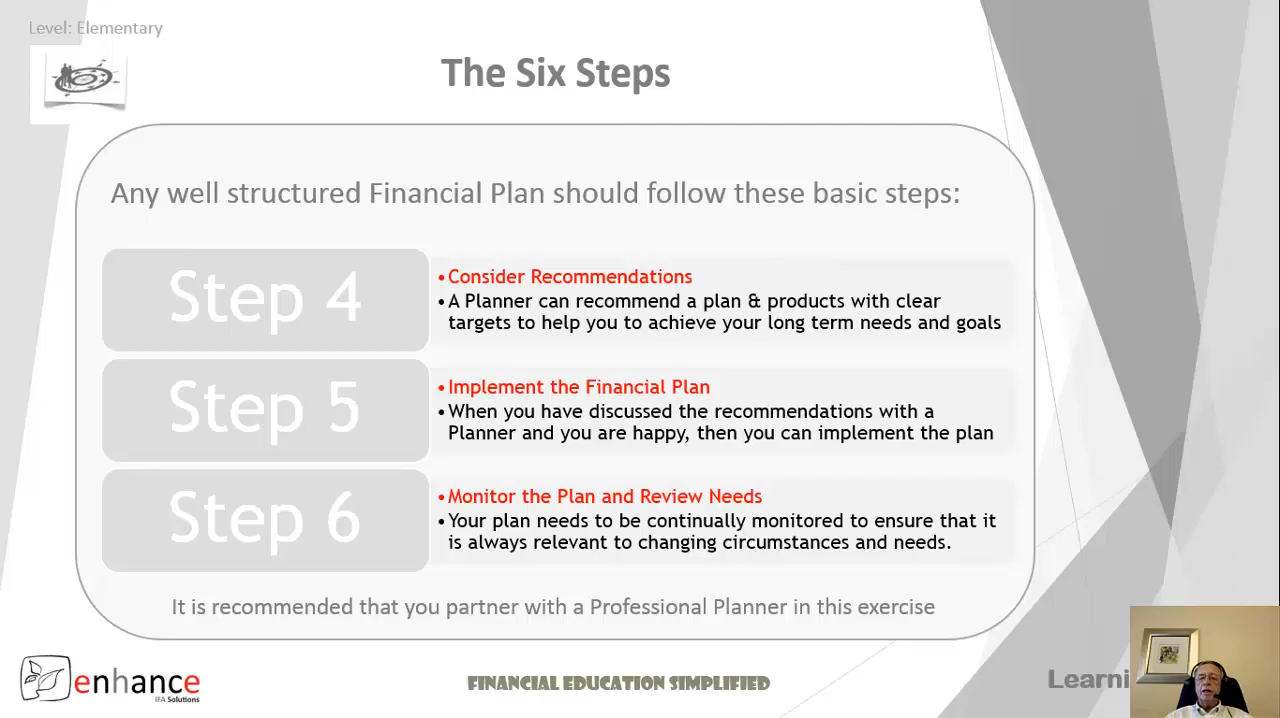 Level: Elementary
The Six Steps
Any well structured Financial Plan should follow these basic steps:
Step 4
•Consider Recommendations
•A Planner can recommend a plan & products with clear
targets to help you to achieve your long term needs and goals
Step 5
•Implement the Financial Plan
•When you have discussed the recommendations with a
Planner and you are happy, then you can implement the plan
Step 6
•Monitor the Plan and Review Needs
•Your plan needs to be continually monitored to ensure that it
is always relevant to changing circumstances and needs.
It is recommended that you partner with a Professional Planner in this exercise
enhance
IFA Solutions
FINANCIAL EDUCATION SIMPLIFIED
Learni